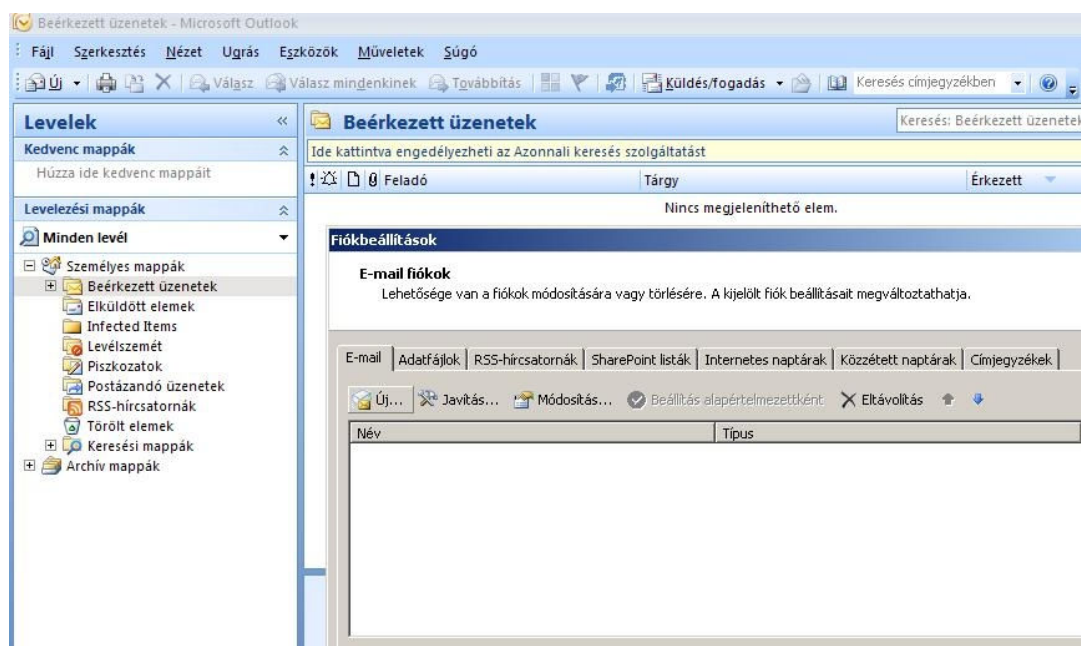 Beérkezett üzenetek - Microsoft Outlook
Fájl Szerkesztés Nézet Ugrás Eszközök Műveletek Súgó
Új Válasz Válasz mindenkinek Továbbítás Küldés/fogadás Keresés címjegyzékben
Levelek «
Beérkezett üzenetek
Keresés: Beérkezett üzenetek
Kedvenc mappák
Ide kattintva engedélyezheti az Azonnali keresés szolgáltatást
Húzza ide kedvenc mappáit
Feladó Tárgy Érkezett
Levelezési mappák
Nincs megjeleníthető elem.
Minden levél
Személyes mappák
Beérkezett üzenetek
Elküldött elemek
Infected Items
Levélszemét
Piszkozatok
Postázandó üzenetek
RSS-hírcsatornák
Törölt elemek
Keresési mappák
Archív mappák
Fiókbeállítások
E-mail fiókok
Lehetősége van a fiókok módosítására vagy törlésére. A kijelölt fiók beállításait megváltoztathatja.
E-mail Adatfájlok RSS-hírcsatornák SharePoint listák Internetes naptárak Közzétett naptárak Címjegyzékek
Új... Javítás... Módosítás... Beállítás alapértelmezettként Eltávolítás
Név Típus